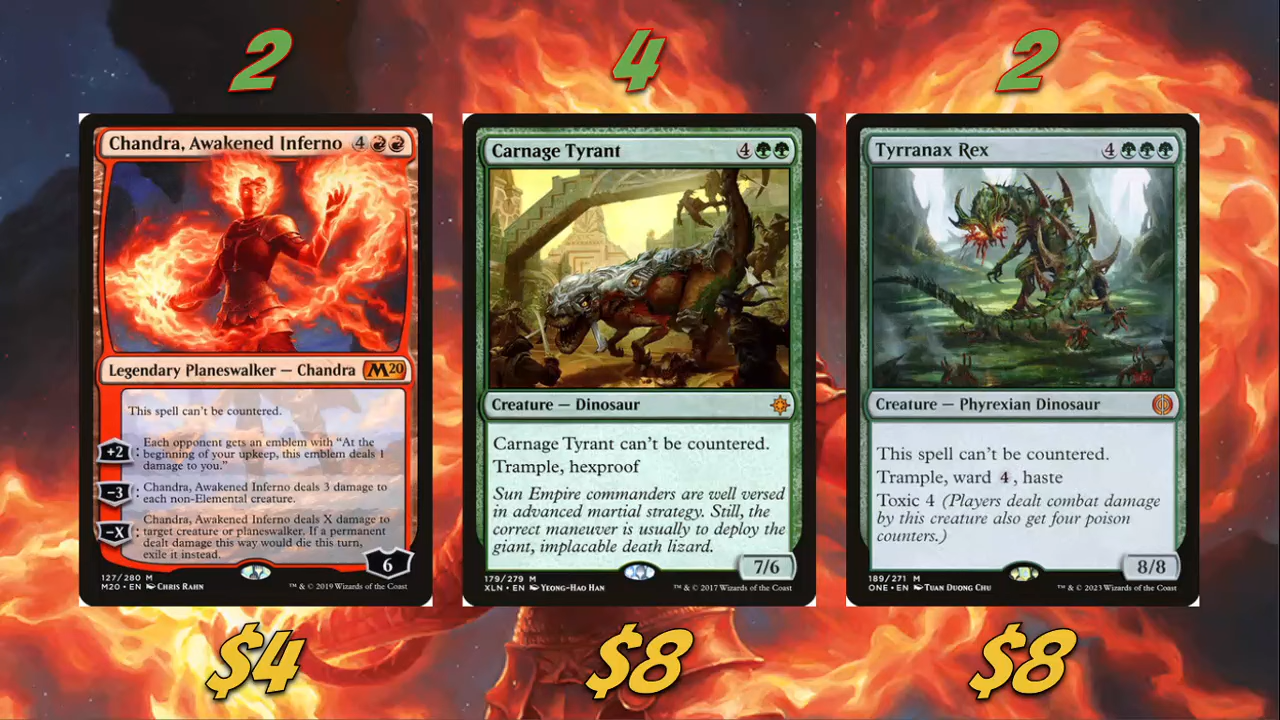 2
4
2
Chandra, Awakened Inferno 4
Legendary Planeswalker — Chandra M20
This spell can't be countered.
+2 : Each opponent gets an emblem with "At the
beginning of your upkeep, this emblem deals 1
damage to you."
−3 : Chandra, Awakened Inferno deals 3 damage to
each non-Elemental creature.
−X : Chandra, Awakened Inferno deals X damage to
target creature or planeswalker. If a permanent
dealt damage this way would die this turn,
exile it instead.
6
127/280 M
M20 • EN Chris Rahn
™ & © 2019 Wizards of the Coast
Carnage Tyrant 4
Creature — Dinosaur
Carnage Tyrant can't be countered.
Trample, hexproof
Sun Empire commanders are well versed
in advanced martial strategy. Still, the
correct maneuver is usually to deploy the
giant, implacable death lizard.
7/6
179/279 M
XLN • EN Yeong-Hao Han
™ & © 2017 Wizards of the Coast
Tyrranax Rex 4
Creature — Phyrexian Dinosaur
This spell can't be countered.
Trample, ward 4, haste
Toxic 4 (Players dealt combat damage
by this creature also get four poison
counters.)
8/8
189/271 M
ONE • EN Tuan Duong Chu
™ & © 2023 Wizards of the Coast
$4
$8
$8